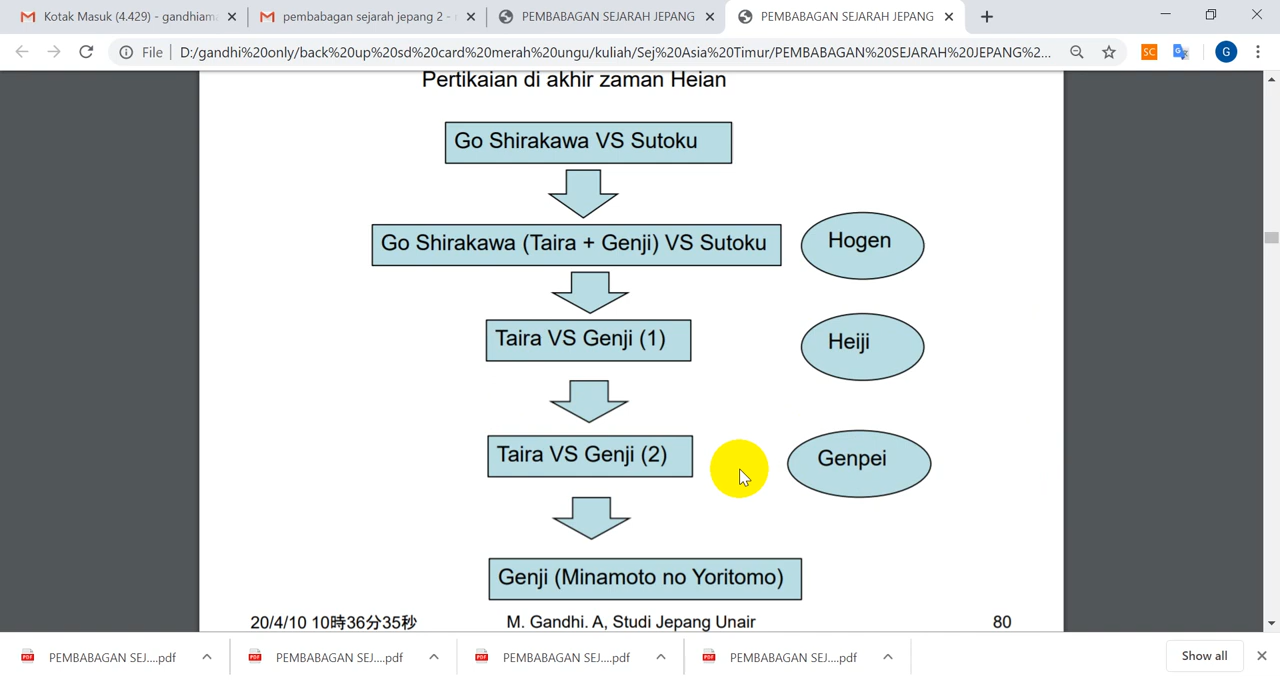 Kotak Masuk (4.429) - gandhiam
pembabagan sejarah jepang 2 -
PEMBABAGAN SEJARAH JEPANG
PEMBABAGAN SEJARAH JEPANG
File | D:/gandhi%20only/back%20up%20sd%20card%20merah%20ungu/kuliah/Sej%20Asia%20Timur/PEMBABAGAN%20SEJARAH%20JEPANG%2...
SC
G
G
Pertikaian di akhir zaman Heian
Go Shirakawa VS Sutoku
Go Shirakawa (Taira + Genji) VS Sutoku
Hogen
Taira VS Genji (1)
Heiji
Taira VS Genji (2)
Genpei
Genji (Minamoto no Yoritomo)
20/4/10 10時36分35秒
M. Gandhi. A, Studi Jepang Unair
80
PEMBABAGAN SEJ....pdf
PEMBABAGAN SEJ....pdf
PEMBABAGAN SEJ....pdf
PEMBABAGAN SEJ....pdf
Show all